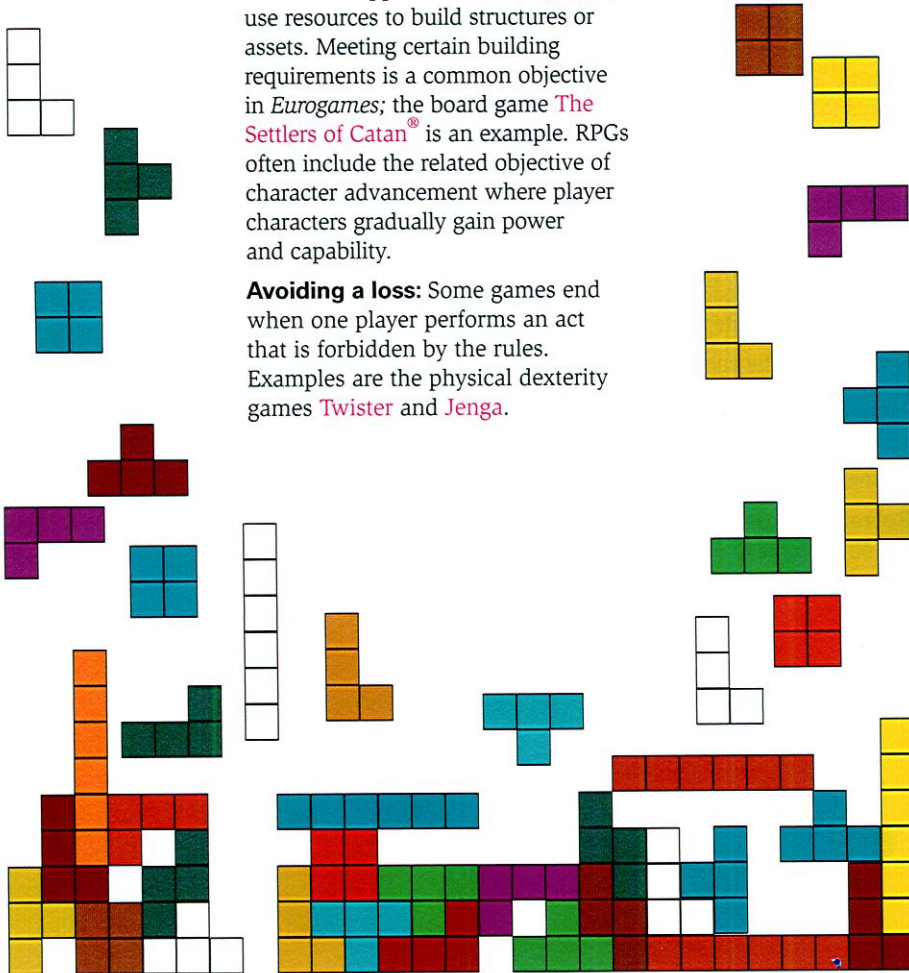 use resources to build structures or
assets. Meeting certain building
requirements is a common objective
in Eurogames; the board game The
Settlers of Catan® is an example. RPGs
often include the related objective of
character advancement where player
characters gradually gain power
and capability.
Avoiding a loss: Some games end
when one player performs an act
that is forbidden by the rules.
Examples are the physical dexterity
games Twister and Jenga.